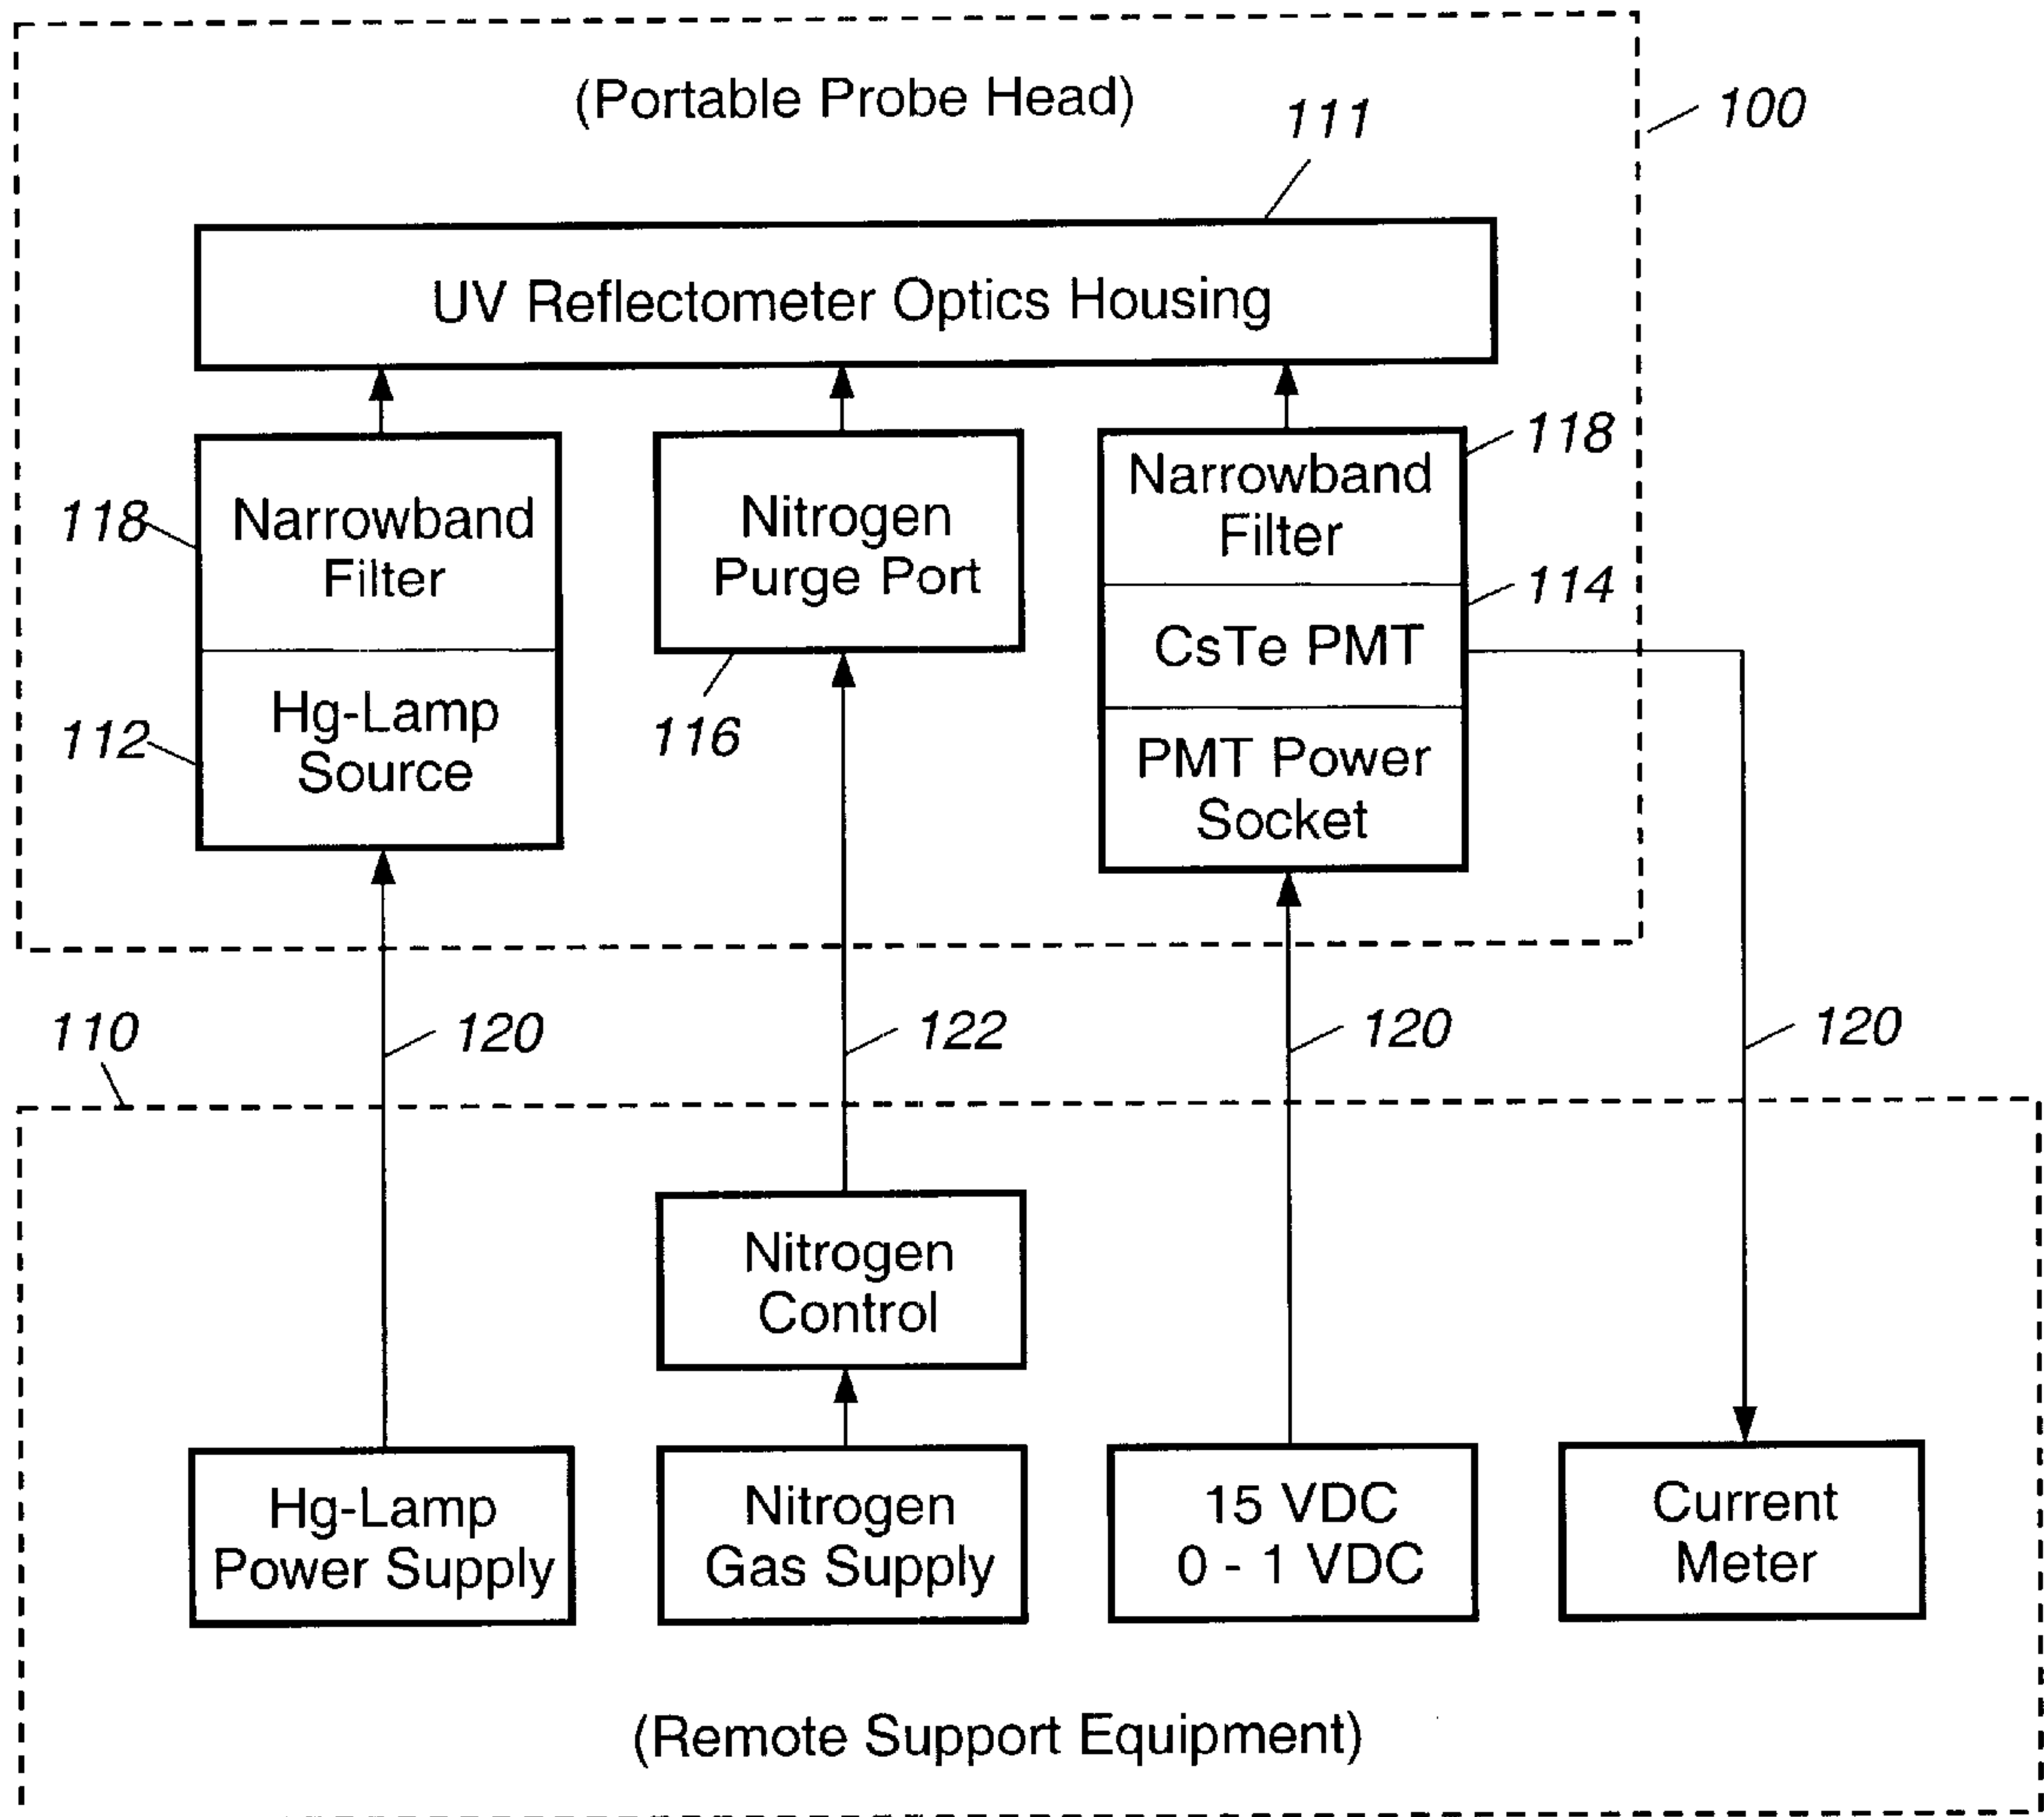 (Portable Probe Head)
100
111
UV Reflectometer Optics Housing
118
Narrowband
Filter
112
Hg-Lamp
Source
Nitrogen
Purge Port
116
118
Narrowband
Filter
114
CsTe PMT
PMT Power
Socket
110
120
122
120
120
Nitrogen
Control
Hg-Lamp
Power Supply
Nitrogen
Gas Supply
15 VDC
0 - 1 VDC
Current
Meter
(Remote Support Equipment)